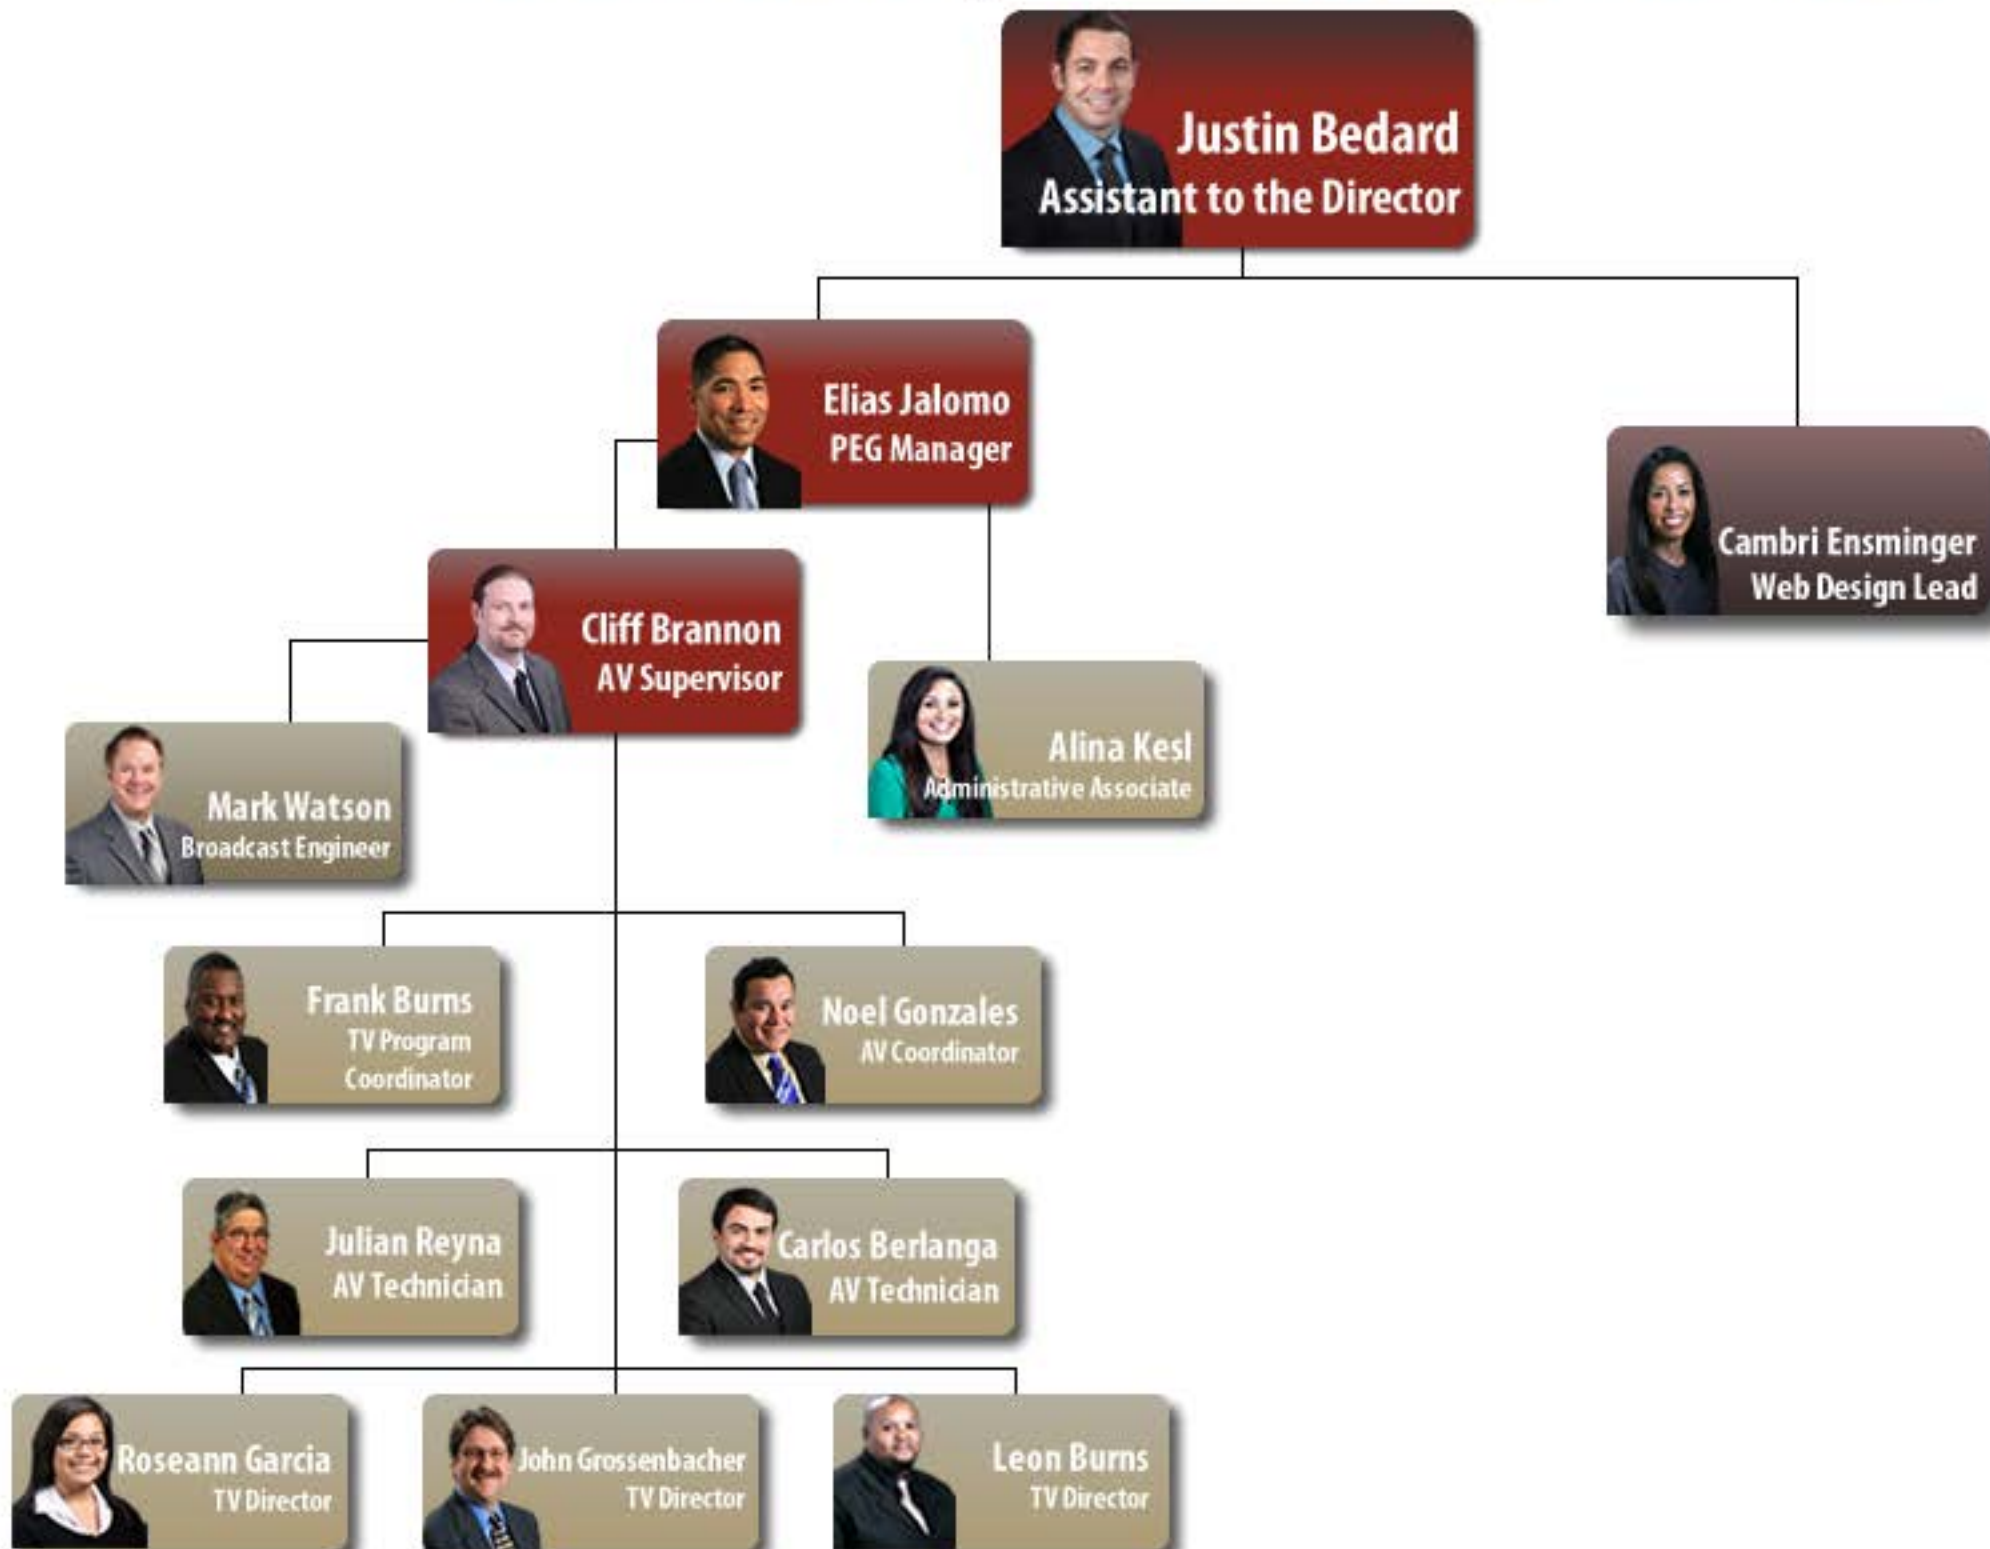 Justin Bedard
Assistant to the Director
Elias Jalomo
PEG Manager
Cambri Ensminger
Web Design Lead
Cliff Brannon
AV Supervisor
Alina Kesl
Administrative Associate
Mark Watson
Broadcast Engineer
Frank Burns
TV Program
Coordinator
Noel Gonzales
AV Coordinator
Julian Reyna
AV Technician
Carlos Berlanga
AV Technician
Roseann Garcia
TV Director
John Grossenbacher
TV Director
Leon Burns
TV Director